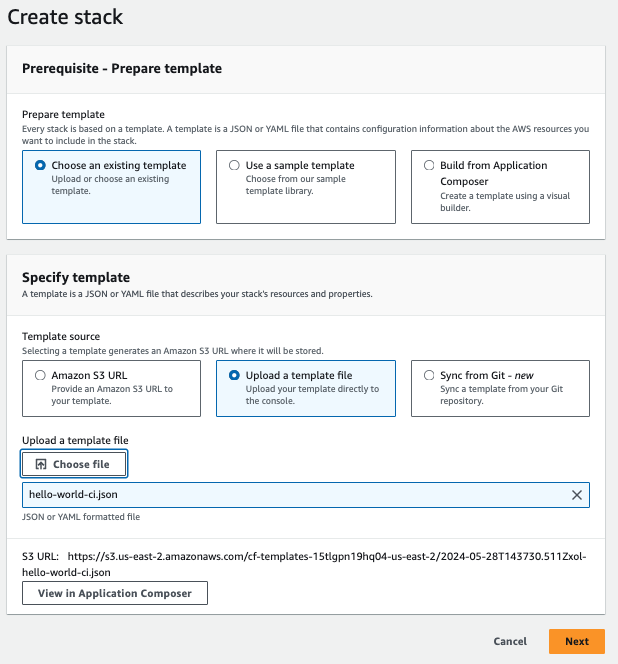 Create stack
Prerequisite - Prepare template
Prepare template
Every stack is based on a template. A template is a JSON or YAML file that contains configuration information about the AWS resources you
want to include in the stack.
Choose an existing template
Upload or choose an existing
template.
Use a sample template
Choose from our sample
template library.
Build from Application
Composer
Create a template using a visual
builder.
Specify template
A template is a JSON or YAML file that describes your stack's resources and properties.
Template source
Selecting a template generates an Amazon S3 URL where it will be stored.
Amazon S3 URL
Provide an Amazon S3 URL to
your template.
Upload a template file
Upload your template directly to
the console.
Sync from Git - new
Sync a template from your Git
repository.
Upload a template file
Choose file
hello-world-ci.json
JSON or YAML formatted file
S3 URL: https://s3.us-east-2.amazonaws.com/cf-templates-15tlgpn19hq04-us-east-2/2024-05-28T143730.511Zxol-
hello-world-ci.json
View in Application Composer
Cancel
Next